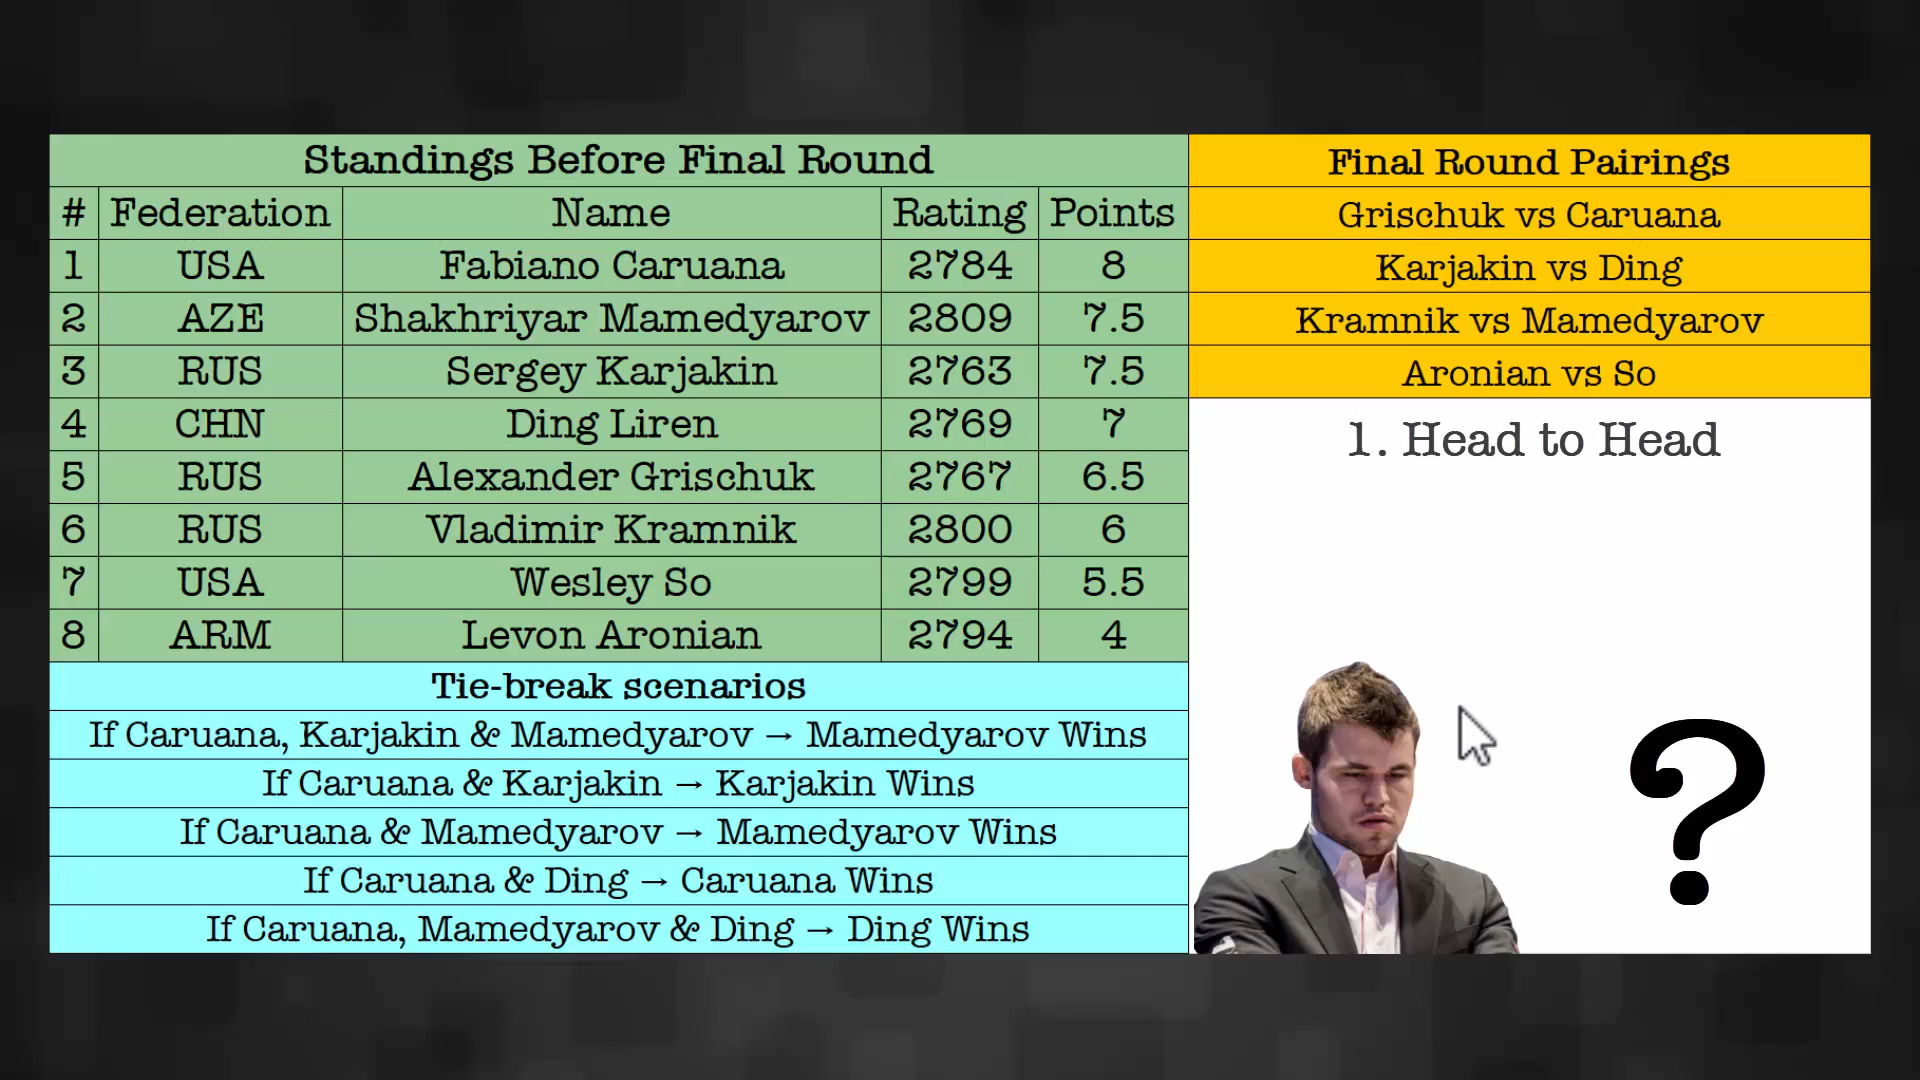 Standings Before Final Round
# Federation Name Rating Points
1 USA Fabiano Caruana 2784 8
2 AZE Shakhriyar Mamedyarov 2809 7.5
3 RUS Sergey Karjakin 2763 7.5
4 CHN Ding Liren 2769 7
5 RUS Alexander Grischuk 2767 6.5
6 RUS Vladimir Kramnik 2800 6
7 USA Wesley So 2799 5.5
8 ARM Levon Aronian 2794 4
Tie-break scenarios
If Caruana, Karjakin & Mamedyarov → Mamedyarov Wins
If Caruana & Karjakin → Karjakin Wins
If Caruana & Mamedyarov → Mamedyarov Wins
If Caruana & Ding → Caruana Wins
If Caruana, Mamedyarov & Ding → Ding Wins
Final Round Pairings
Grischuk vs Caruana
Karjakin vs Ding
Kramnik vs Mamedyarov
Aronian vs So
1. Head to Head
?